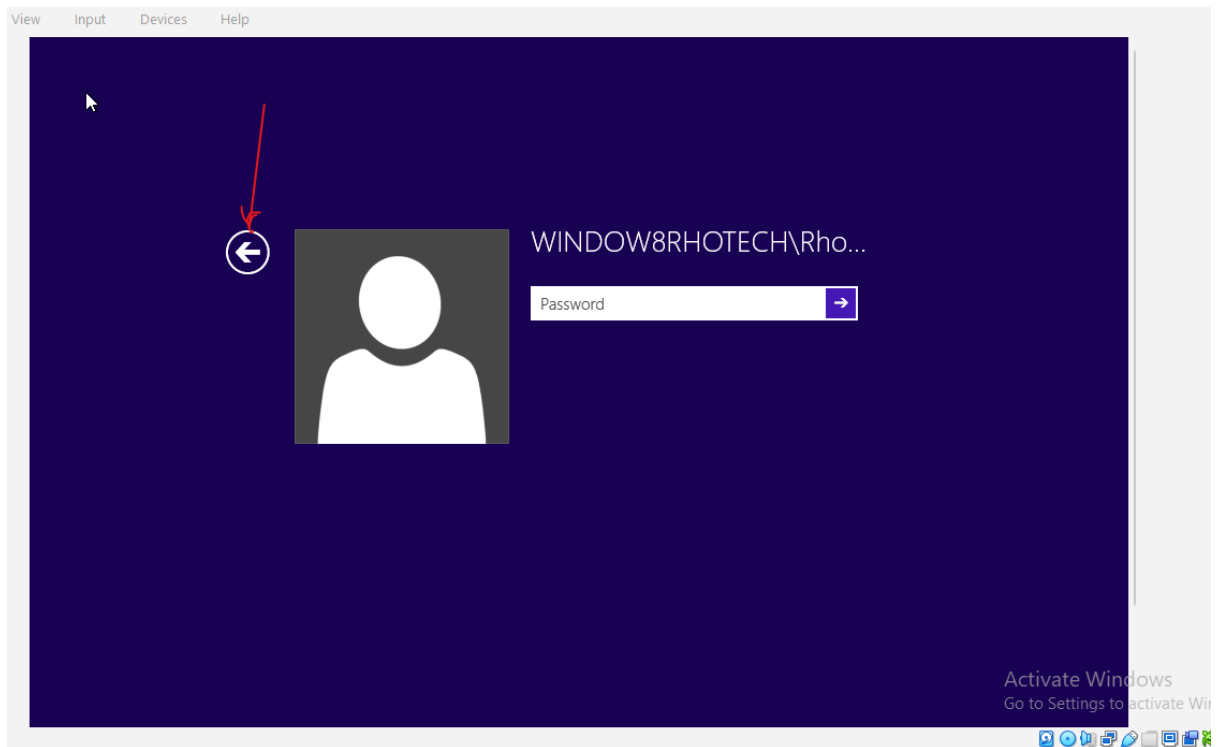 View Input Devices Help
WINDOW8RHOTECH\Rho...
Password
Activate Windows
Go to Settings to activate Wi